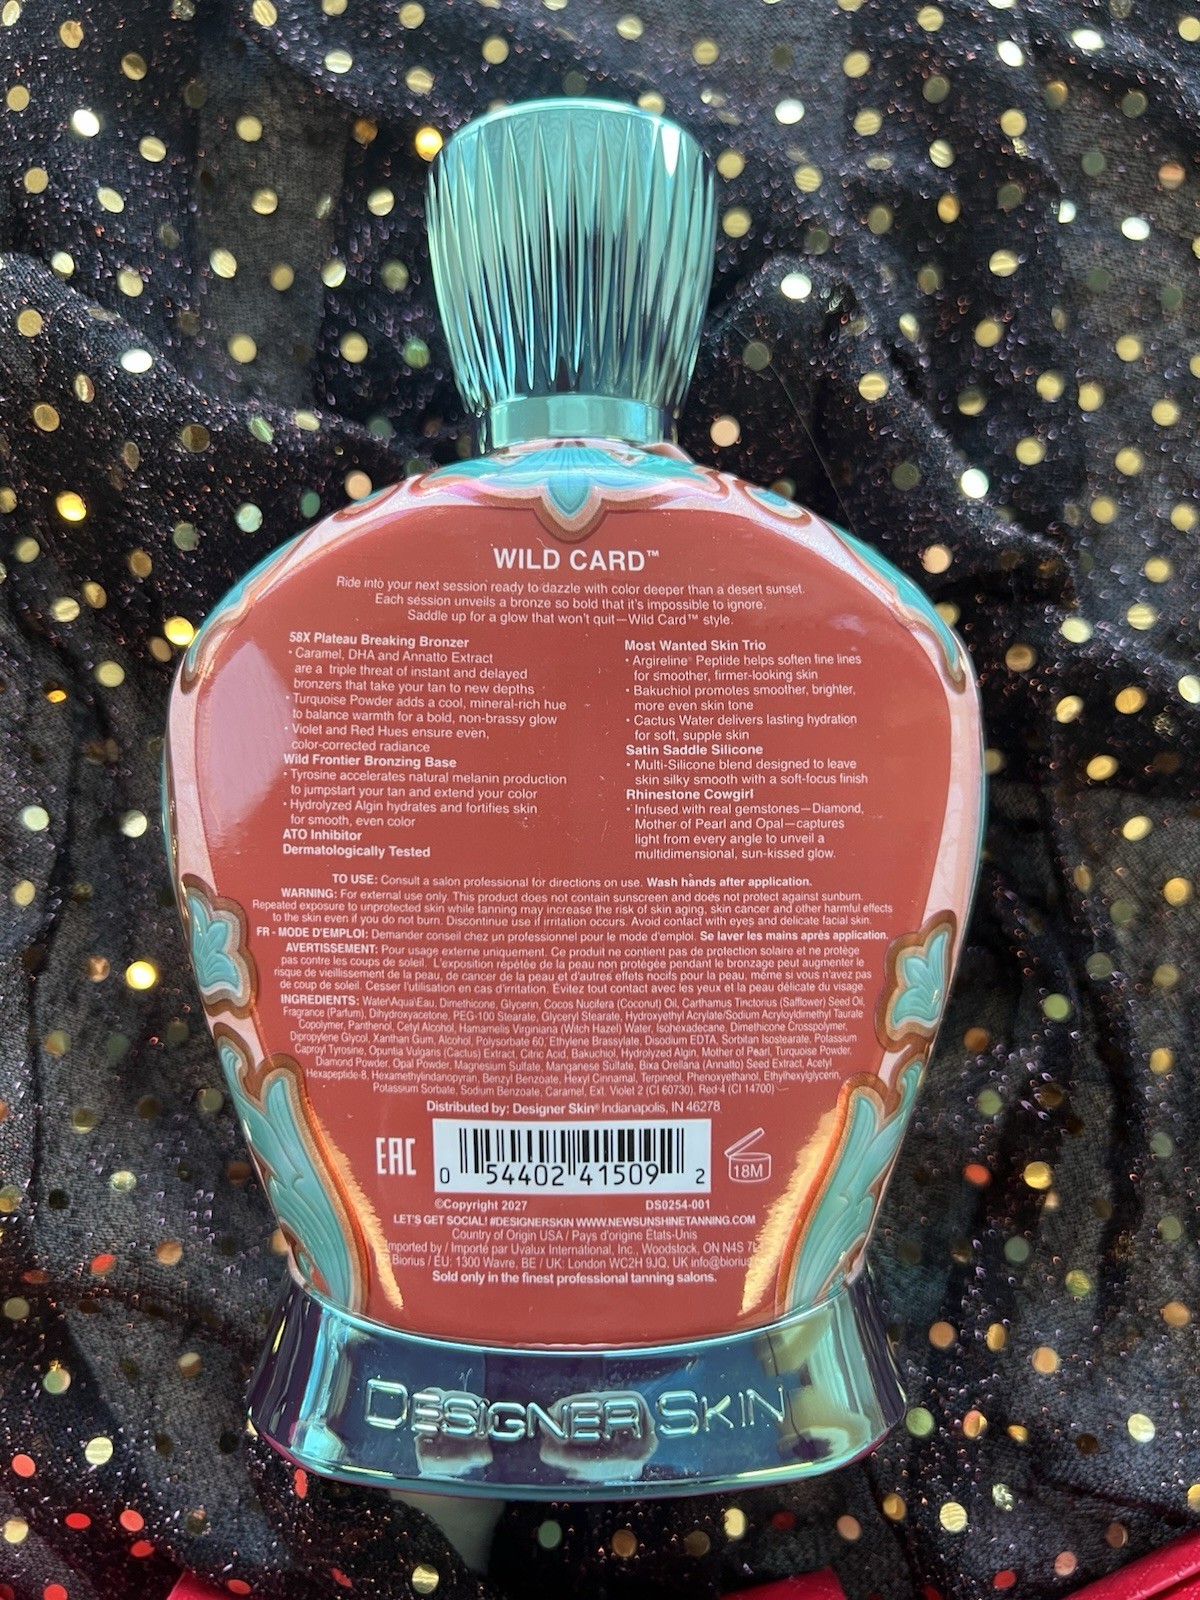 WILD CARD™
Ride into your next session ready to dazzle with color deeper than a desert sunset.
Each session unveils a bronze so bold that it's impossible to ignore.
Saddle up for a glow that won't quit—Wild Card™ style.
58X Plateau Breaking Bronzer
• Caramel, DHA and Annatto Extract
are a triple threat of instant and delayed
bronzers that take your tan to new depths
• Turquoise Powder adds a cool, mineral-rich hue
to balance warmth for a bold, non-brassy glow
• Violet and Red Hues ensure even,
color-corrected radiance
Wild Frontier Bronzing Base
• Tyrosine accelerates natural melanin production
to jumpstart your tan and extend your color
• Hydrolyzed Algin hydrates and fortifies skin
for smooth, even color
ATO Inhibitor
Dermatologically Tested
Most Wanted Skin Trio
• Argireline® Peptide helps soften fine lines
for smoother, firmer-looking skin
• Bakuchiol promotes smoother, brighter,
more even skin tone
• Cactus Water delivers lasting hydration
for soft, supple skin
Satin Saddle Silicone
• Multi-Silicone blend designed to leave
skin silky smooth with a soft-focus finish
Rhinestone Cowgirl
• Infused with real gemstones—Diamond,
Mother of Pearl and Opal—captures
light from every angle to unveil a
multidimensional, sun-kissed glow.
TO USE: Consult a salon professional for directions on use. Wash hands after application.
WARNING: For external use only. This product does not contain sunscreen and does not protect against sunburn.
Repeated exposure to unprotected skin while tanning may increase the risk of skin aging, skin cancer and other harmful effects
to the skin even if you do not burn. Discontinue use if irritation occurs. Avoid contact with eyes and delicate facial skin.
FR - MODE D'EMPLOI: Demander conseil chez un professionnel pour le mode d'emploi. Se laver les mains après application.
AVERTISSEMENT: Pour usage externe uniquement. Ce produit ne contient pas de protection solaire et ne protège
pas contre les coups de soleil. L'exposition répétée de la peau non protégée pendant le bronzage peut augmenter le
risque de vieillissement de la peau, de cancer de la peau et d'autres effets nocifs pour la peau, même si vous n'avez pas
de coup de soleil. Cesser l'utilisation en cas d'irritation. Évitez tout contact avec les yeux et la peau délicate du visage.
INGREDIENTS: Water\Aqua\Eau, Dimethicone, Glycerin, Cocos Nucifera (Coconut) Oil, Carthamus Tinctorius (Safflower) Seed Oil,
Fragrance (Parfum), Dihydroxyacetone, PEG-100 Stearate, Glyceryl Stearate, Hydroxyethyl Acrylate/Sodium Acryloyldimethyl Taurate
Copolymer, Panthenol, Cetyl Alcohol, Hamamelis Virginiana (Witch Hazel) Water, Isohexadecane, Dimethicone Crosspolymer,
Dipropylene Glycol, Xanthan Gum, Alcohol, Polysorbate 60, Ethylene Brassylate, Disodium EDTA, Sorbitan Isostearate, Potassium
Caproyl Tyrosine, Opuntia Vulgaris (Cactus) Extract, Citric Acid, Bakuchiol, Hydrolyzed Algin, Mother of Pearl, Turquoise Powder,
Diamond Powder, Opal Powder, Magnesium Sulfate, Manganese Sulfate, Bixa Orellana (Annatto) Seed Extract, Acetyl
Hexapeptide-8, Hexamethylindanopyran, Benzyl Benzoate, Hexyl Cinnamal, Terpineol, Phenoxyethanol, Ethylhexylglycerin,
Potassium Sorbate, Sodium Benzoate, Caramel, Ext. Violet 2 (CI 60730), Red 4 (CI 14700)
Distributed by: Designer Skin® Indianapolis, IN 46278
EAC
0 54402 41509 2
18M
©Copyright 2027 DS0254-001
LET'S GET SOCIAL! #DESIGNERSKIN WWW.NEWSUNSHINETANNING.COM
Country of Origin USA / Pays d'origine États-Unis
Imported by / Importé par Uvalux International, Inc., Woodstock, ON N4S
Biorius / EU: 1300 Wavre, BE / UK: London WC2H 9JQ, UK
Sold only in the finest professional tanning salons.
DESIGNER SKIN